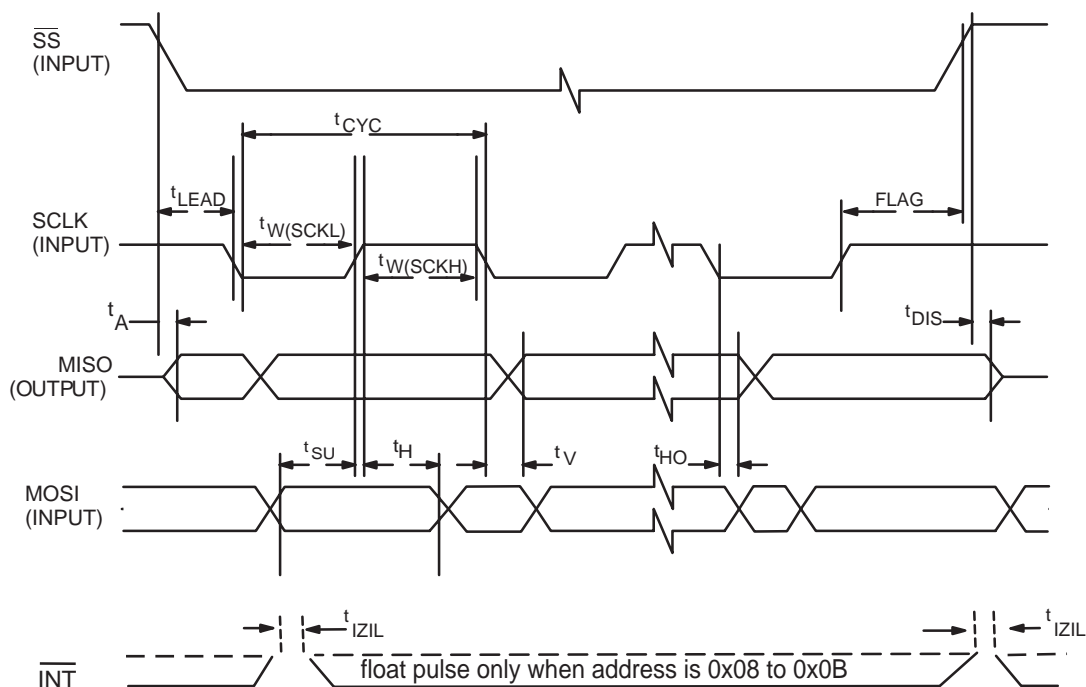 SS
(INPUT)
tCYC
tLEAD
FLAG
SCLK
(INPUT)
tW(SCKL)
tW(SCKH)
tA
tDIS
MISO
(OUTPUT)
tSU
tH
tV
tHO
MOSI
(INPUT)
tIZIL
tIZIL
INT
float pulse only when address is 0x08 to 0x0B